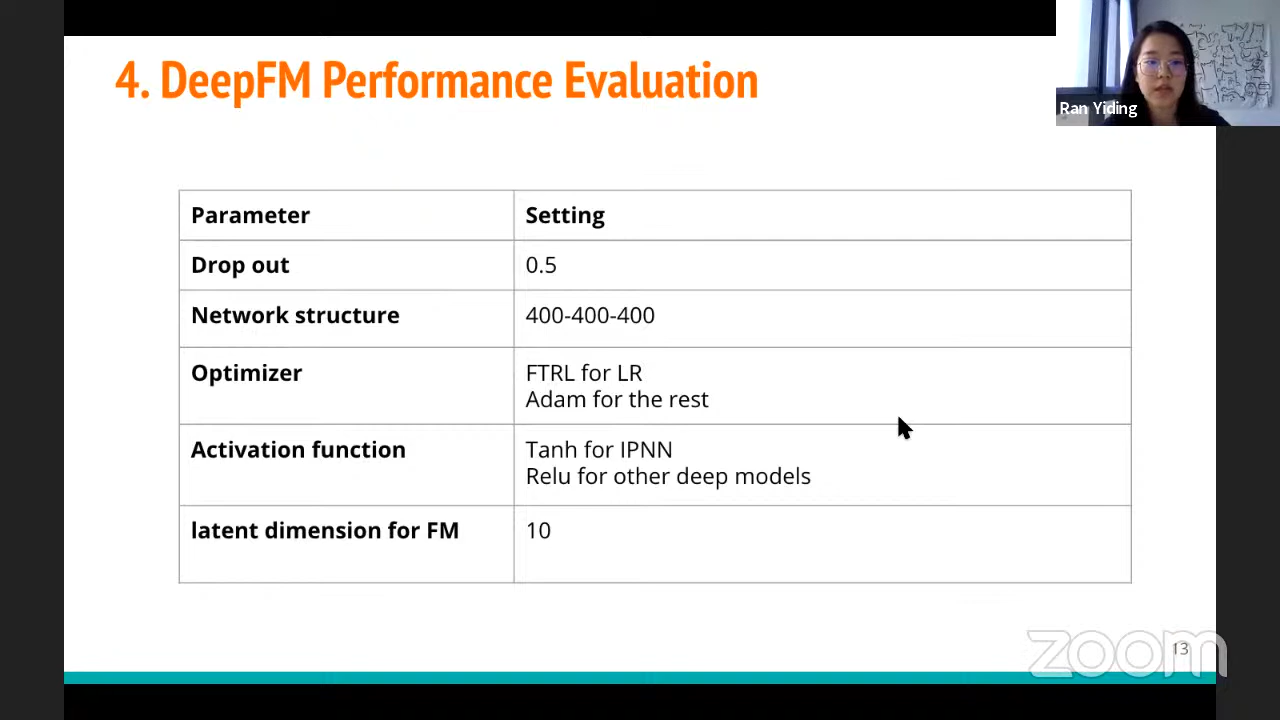 4. DeepFM Performance Evaluation
Ran Yiding
Parameter
Setting
Drop out
0.5
Network structure
400-400-400
Optimizer
FTRL for LR
Adam for the rest
Activation function
Tanh for IPNN
Relu for other deep models
latent dimension for FM
10
13
zoom